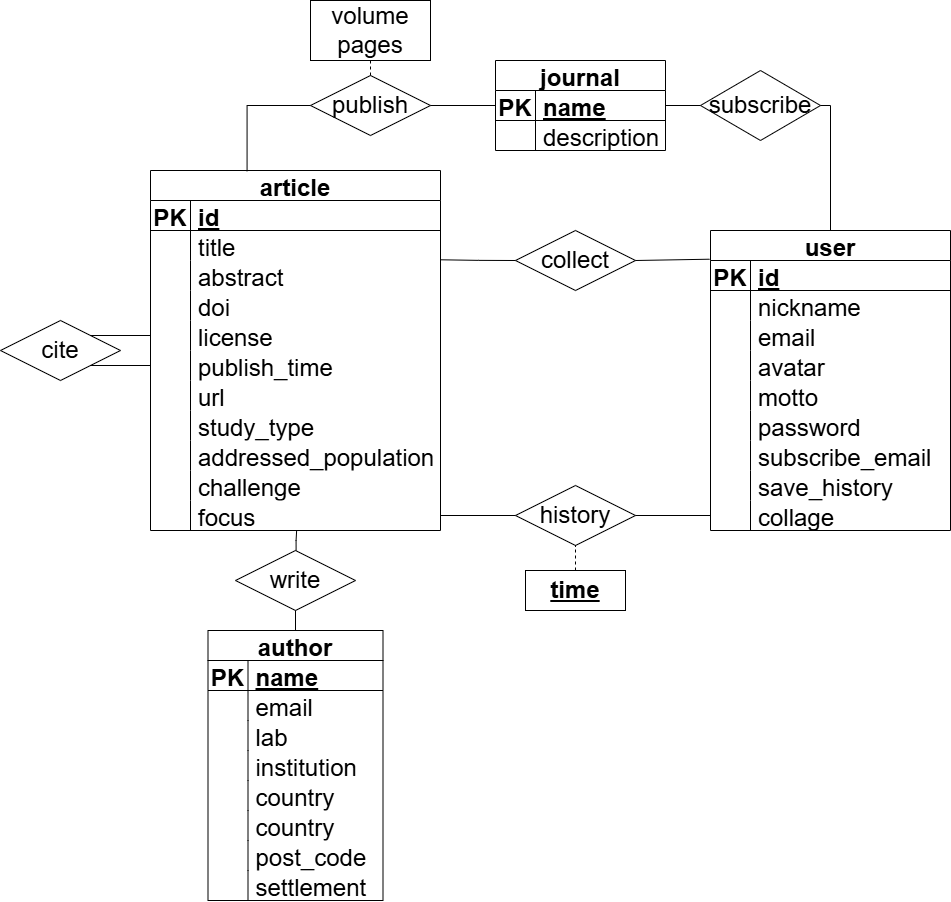 volume
pages
publish
journal
PK name
description
subscribe
article
PK id
title
abstract
doi
license
publish_time
url
study_type
addressed_population
challenge
focus
cite
collect
user
PK id
nickname
email
avatar
motto
password
subscribe_email
save_history
collage
history
time
write
author
PK name
email
lab
institution
country
country
post_code
settlement